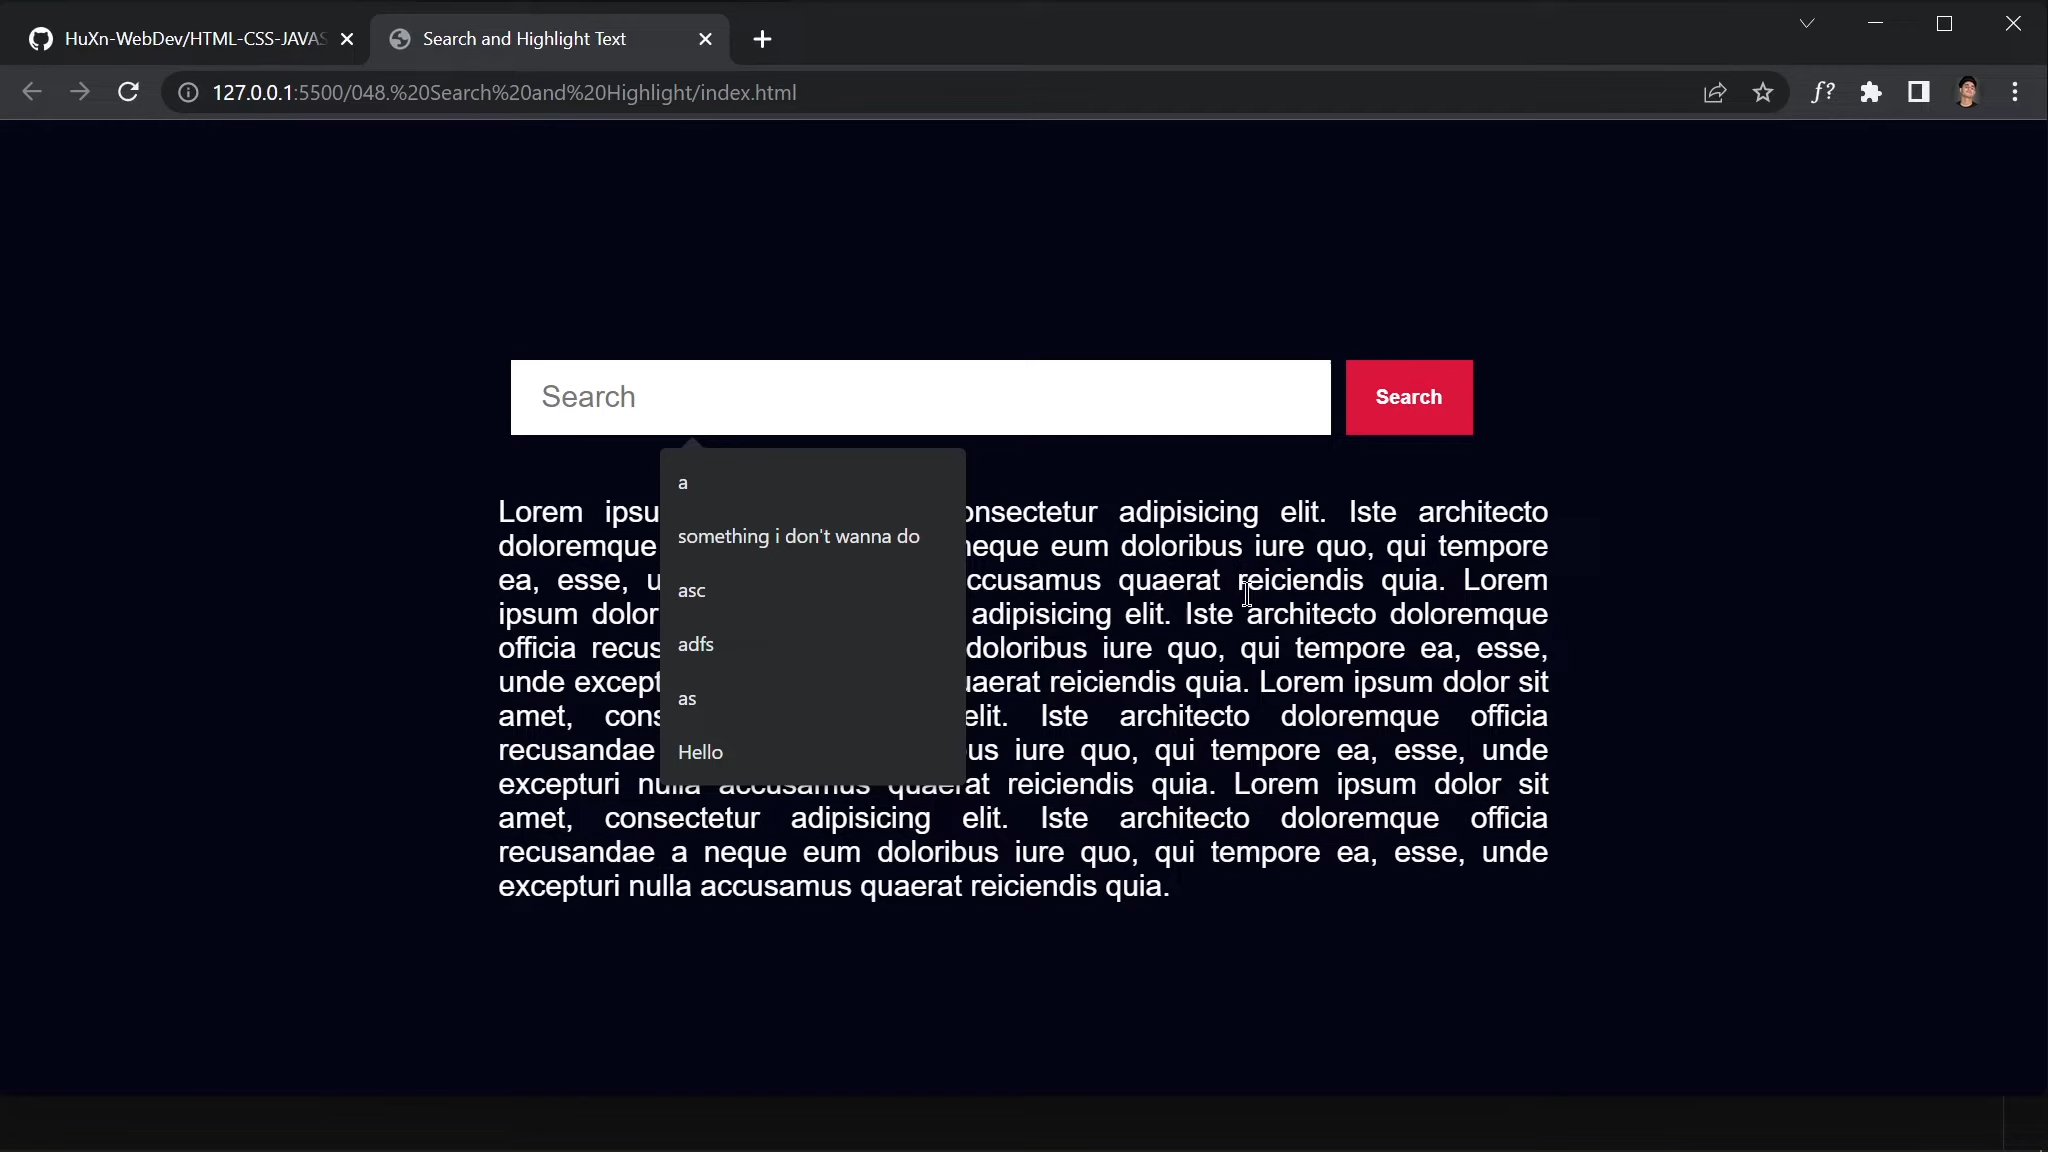 HuXn-WebDev/HTML-CSS-JAVAS
Search and Highlight Text
127.0.0.1:5500/048.%20Search%20and%20Highlight/index.html
f?
Search
Search
a
something i don't wanna do
asc
adfs
as
Hello
Lorem ipsu onsectetur adipisicing elit. Iste architecto
doloremque neque eum doloribus iure quo, qui tempore
ea, esse, u ccusamus quaerat reiciendis quia. Lorem
ipsum dolor adipisicing elit. Iste architecto doloremque
officia recus doloribus iure quo, qui tempore ea, esse,
unde except uaerat reiciendis quia. Lorem ipsum dolor sit
amet, cons elit. Iste architecto doloremque officia
recusandae us iure quo, qui tempore ea, esse, unde
excepturi nulla accusamus quaerat reiciendis quia. Lorem ipsum dolor sit
amet, consectetur adipisicing elit. Iste architecto doloremque officia
recusandae a neque eum doloribus iure quo, qui tempore ea, esse, unde
excepturi nulla accusamus quaerat reiciendis quia.